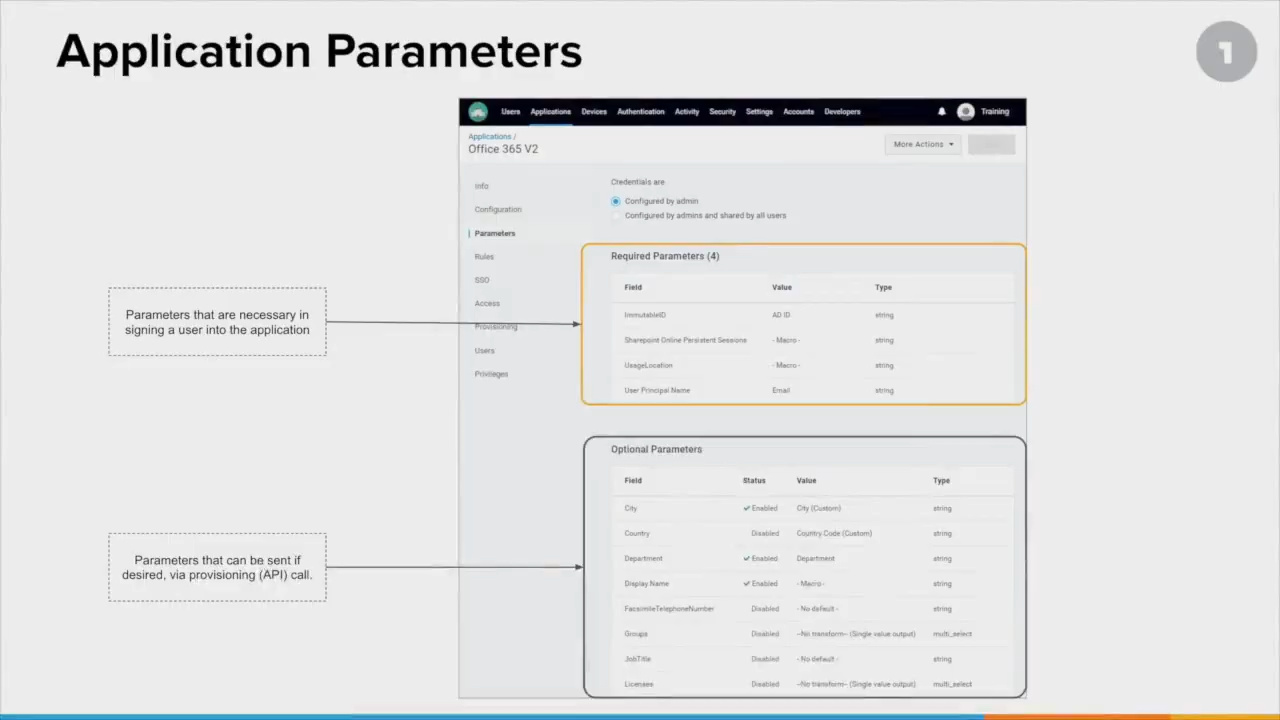 Application Parameters
1
Users Applications Devices Authentication Activity Security Settings Accounts Developers Training
Applications /
Office 365 V2
More Actions
Info
Configuration
Parameters
Rules
SSO
Access
Provisioning
Users
Privileges
Credentials are
Configured by admin
Configured by admins and shared by all users
Required Parameters (4)
Field Value Type
ImmutableID AD ID string
Sharepoint Online Persistent Sessions - Macro - string
UsageLocation - Macro - string
User Principal Name Email string
Parameters that are necessary in
signing a user into the application
Optional Parameters
Field Status Value Type
City Enabled City (Custom) string
Country Disabled Country Code (Custom) string
Department Enabled Department string
Display Name Enabled - Macro - string
FacsimileTelephoneNumber Disabled - No default - string
Groups Disabled --No transform-- (Single value output) multi_select
JobTitle Disabled - No default - string
Licenses Disabled --No transform-- (Single value output) multi_select
Parameters that can be sent if
desired, via provisioning (API) call.